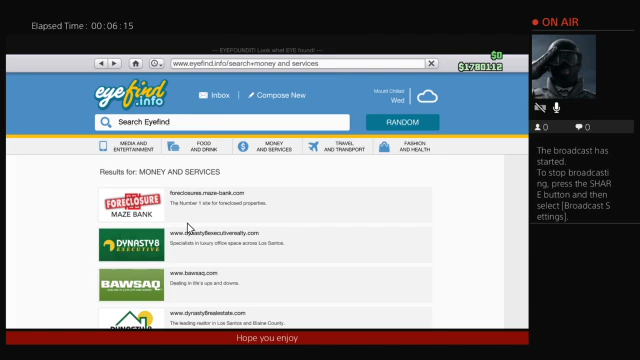 Elapsed Time : 00:06:15
ON AIR
— EYEFOUNDIT! Look what EYE found! —
www.eyefind.info/search+money and services
$0
$1780112
eyefind
.info
Inbox
Compose New
Mount Chiliad
Wed
Search Eyefind
RANDOM
MEDIA AND
ENTERTAINMENT
FOOD
AND DRINK
MONEY
AND SERVICES
TRAVEL
AND TRANSPORT
FASHION
AND HEALTH
0
0
The broadcast has
started.
To stop broadcasti
ng, press the SHAR
E button and then
select [Broadcast S
ettings].
Results for: MONEY AND SERVICES
FORECLOSURE
MAZE BANK
foreclosures.maze-bank.com
The Number 1 site for foreclosed properties.
DYNASTY8
EXECUTIVE
www.dynasty8executiverealty.com
Specialists in luxury office space across Los Santos.
BAWSAQ
www.bawsaq.com
Dealing in life's ups and downs.
DYNASTY8
www.dynasty8realestate.com
The leading realtor in Los Santos and Blaine County.
Hope you enjoy